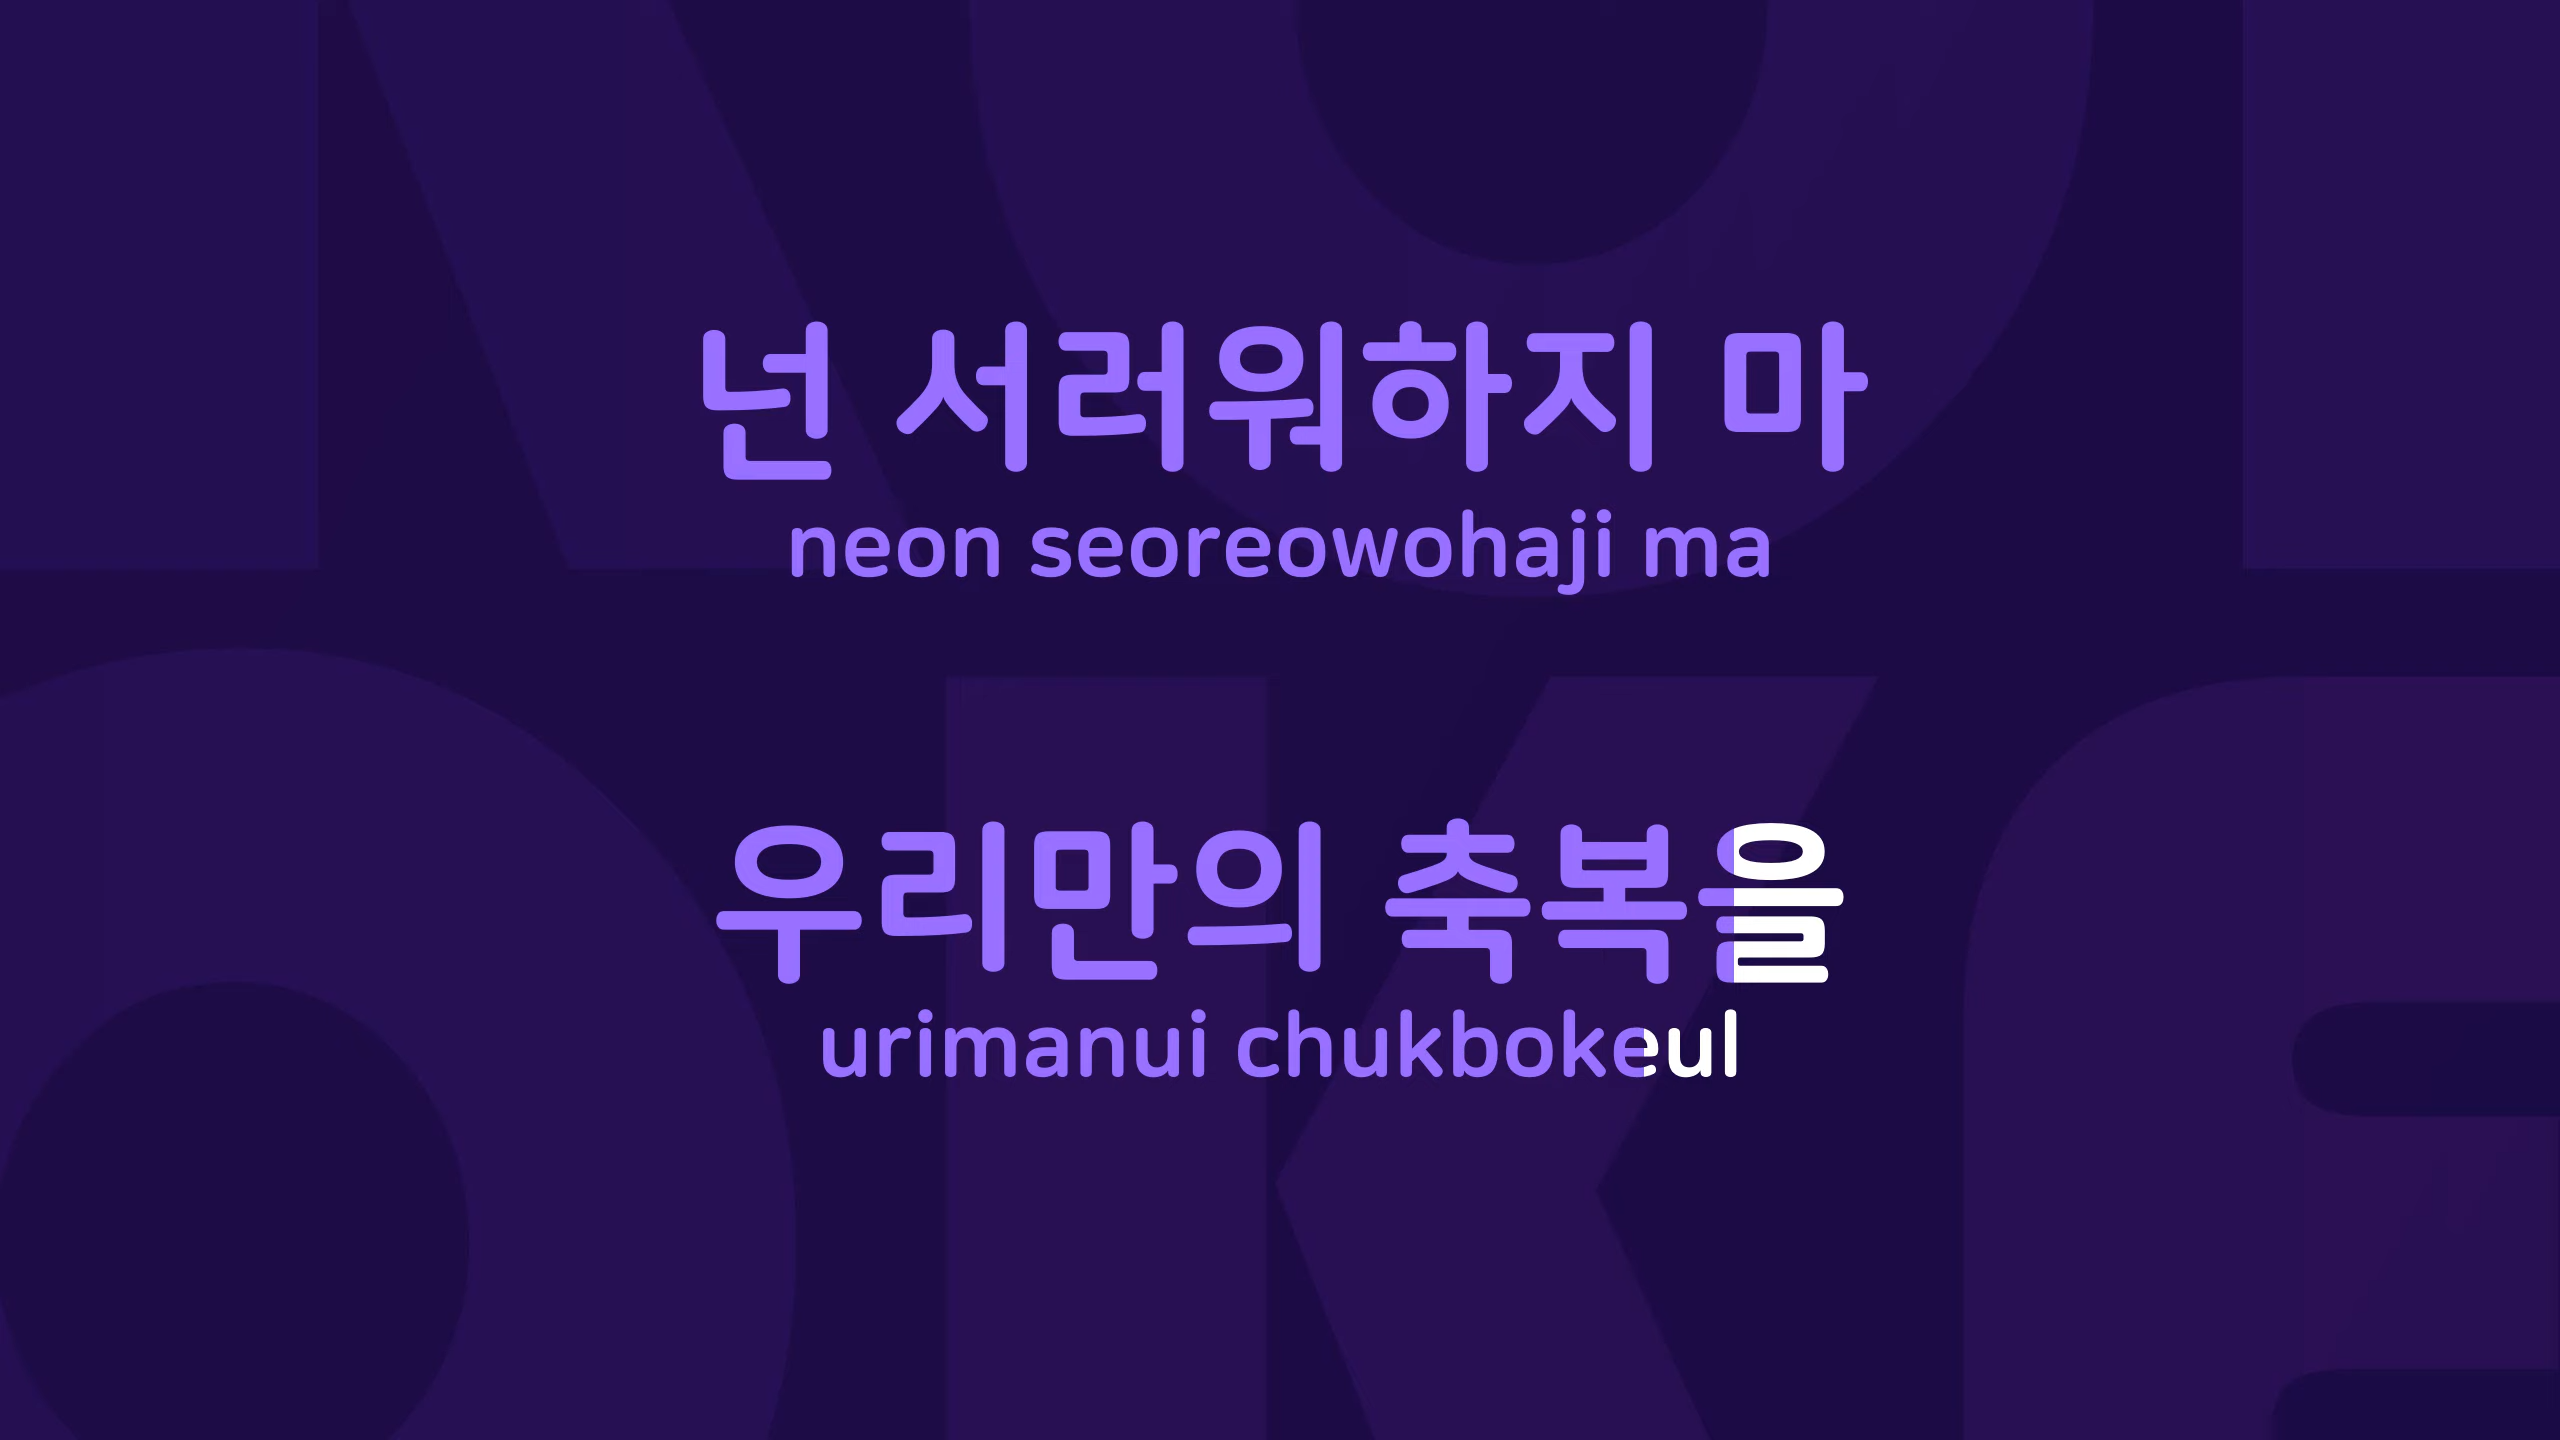 넌 서러워하지 마
neon seoreowohaji ma
우리만의 축복을
urimanui chukbokeul